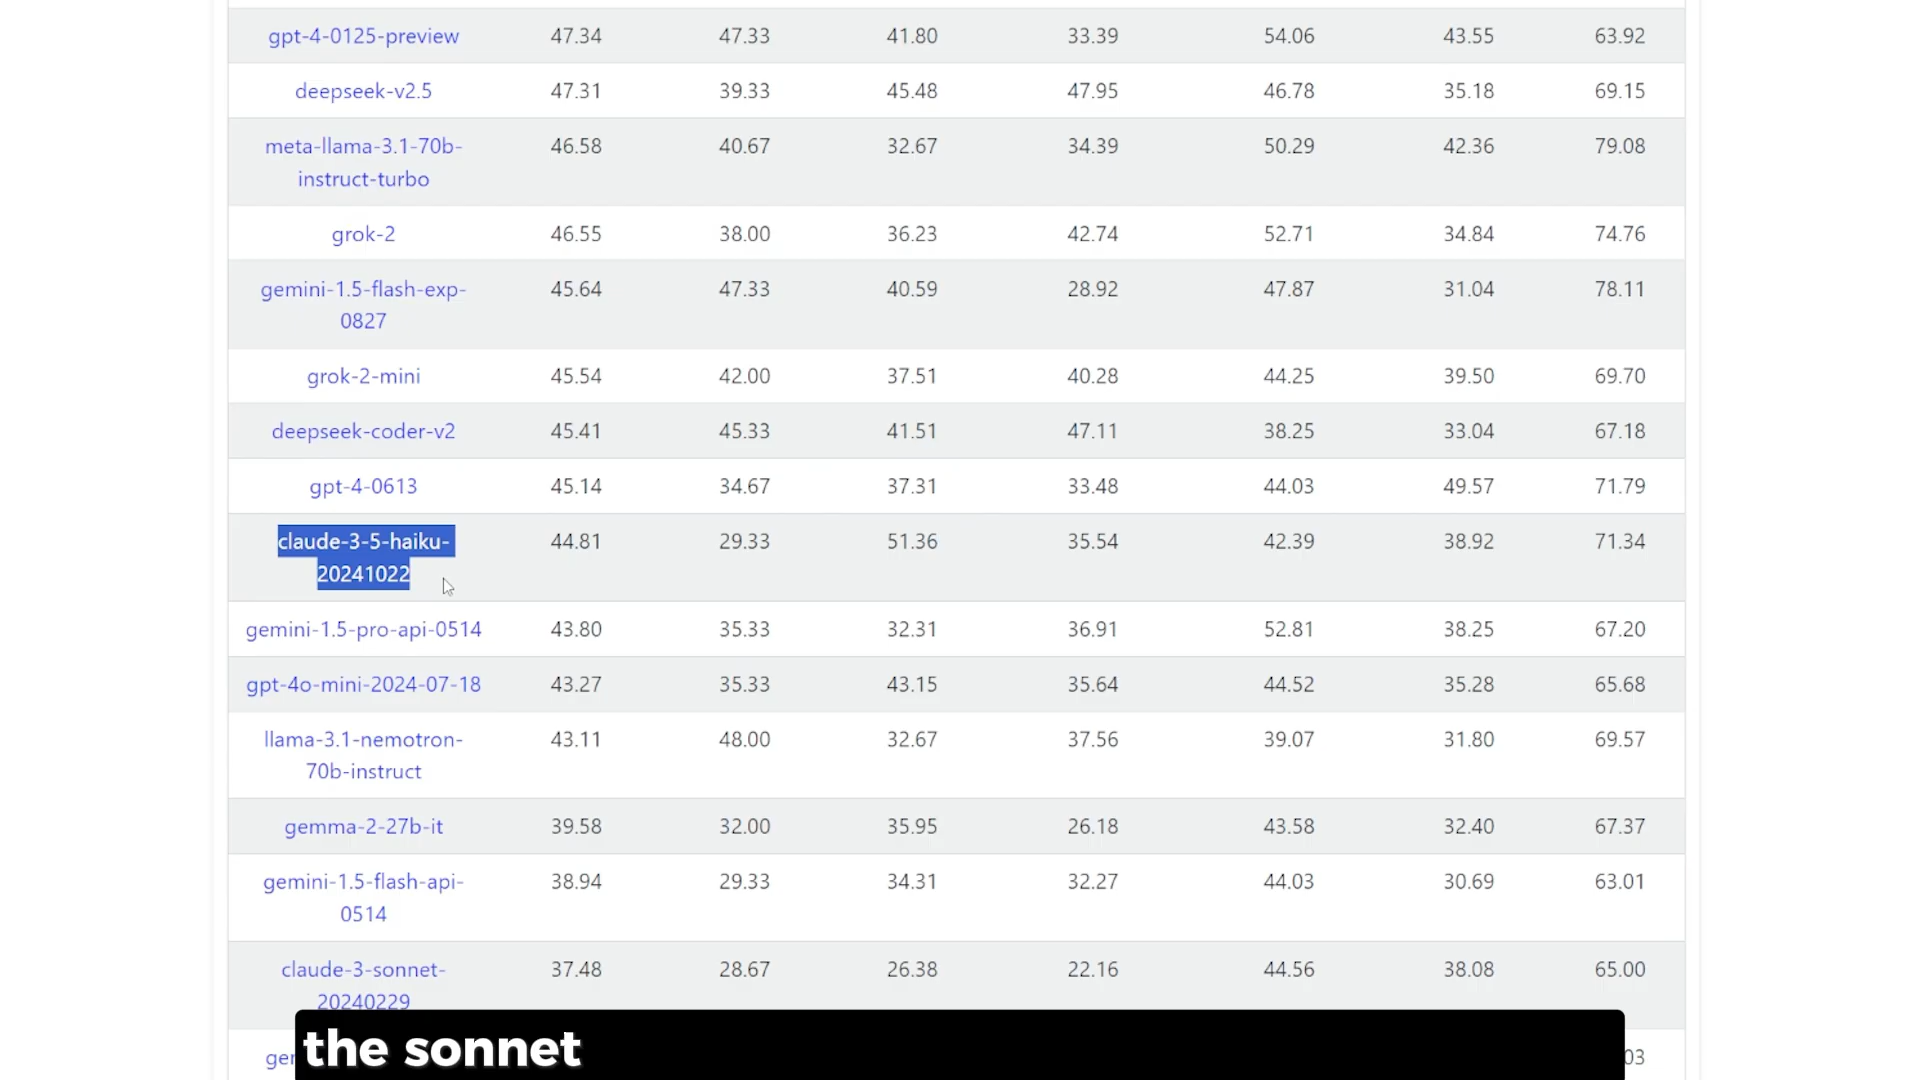 gpt-4-0125-preview 47.34 47.33 41.80 33.39 54.06 43.55 63.92
deepseek-v2.5 47.31 39.33 45.48 47.95 46.78 35.18 69.15
meta-llama-3.1-70b- 46.58 40.67 32.67 34.39 50.29 42.36 79.08
instruct-turbo
grok-2 46.55 38.00 36.23 42.74 52.71 34.84 74.76
gemini-1.5-flash-exp- 45.64 47.33 40.59 28.92 47.87 31.04 78.11
0827
grok-2-mini 45.54 42.00 37.51 40.28 44.25 39.50 69.70
deepseek-coder-v2 45.41 45.33 41.51 47.11 38.25 33.04 67.18
gpt-4-0613 45.14 34.67 37.31 33.48 44.03 49.57 71.79
claude-3-5-haiku- 44.81 29.33 51.36 35.54 42.39 38.92 71.34
20241022
gemini-1.5-pro-api-0514 43.80 35.33 32.31 36.91 52.81 38.25 67.20
gpt-4o-mini-2024-07-18 43.27 35.33 43.15 35.64 44.52 35.28 65.68
llama-3.1-nemotron- 43.11 48.00 32.67 37.56 39.07 31.80 69.57
70b-instruct
gemma-2-27b-it 39.58 32.00 35.95 26.18 43.58 32.40 67.37
gemini-1.5-flash-api- 38.94 29.33 34.31 32.27 44.03 30.69 63.01
0514
claude-3-sonnet- 37.48 28.67 26.38 22.16 44.56 38.08 65.00
20240229
the sonnet